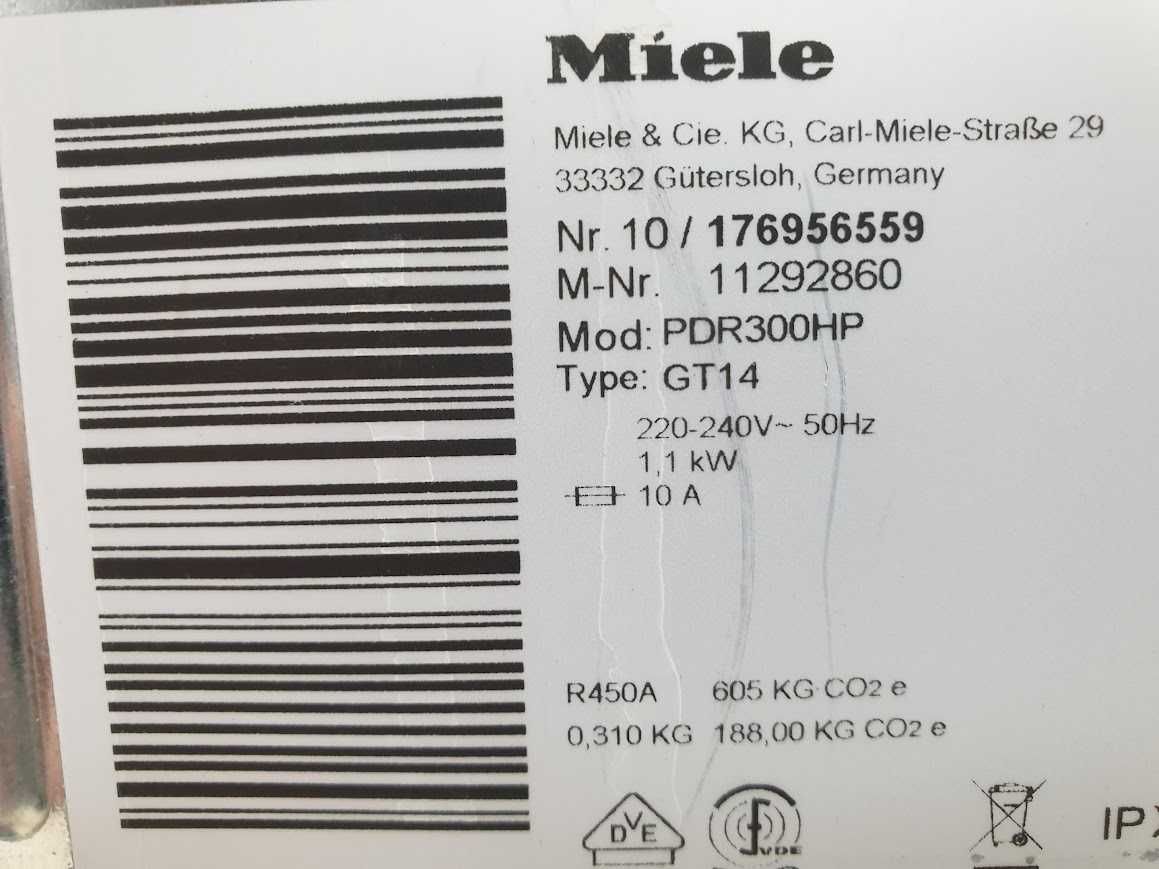 Miele
Miele & Cie. KG, Carl-Miele-Straße 29
33332 Gütersloh, Germany
Nr. 10 / 176956559
M-Nr. 11292860
Mod: PDR300HP
Type: GT14
220-240V~ 50Hz
1,1 kW
10 A
R450A 605 KG CO2 e
0,310 KG 188,00 KG CO2 e
DVE
VDE
IP